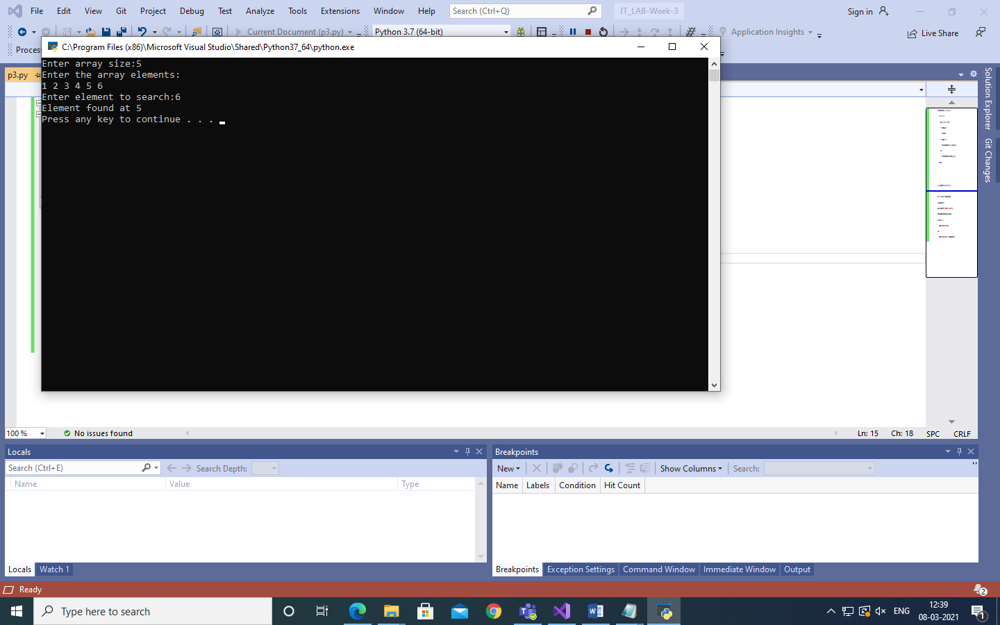 File Edit View Git Project Debug Test Analyze Tools Extensions Window Help Search (Ctrl+Q) IT_LAB-Week-3 Sign in
Current Document (p3.py) Python 3.7 (64-bit) Application Insights Live Share
Process
C:\Program Files (x86)\Microsoft Visual Studio\Shared\Python37_64\python.exe
p3.py
Enter array size:5
Enter the array elements:
1 2 3 4 5 6
Enter element to search:6
Element found at 5
Press any key to continue . . .
Solution Explorer
Git Changes
100 % No issues found Ln: 15 Ch: 18 SPC CRLF
Locals
Search (Ctrl+E) Search Depth:
Name Value Type
Locals Watch 1
Breakpoints
New Show Columns Search:
Name Labels Condition Hit Count
Breakpoints Exception Settings Command Window Immediate Window Output
Ready 2
Type here to search ENG 12:39
08-03-2021 1